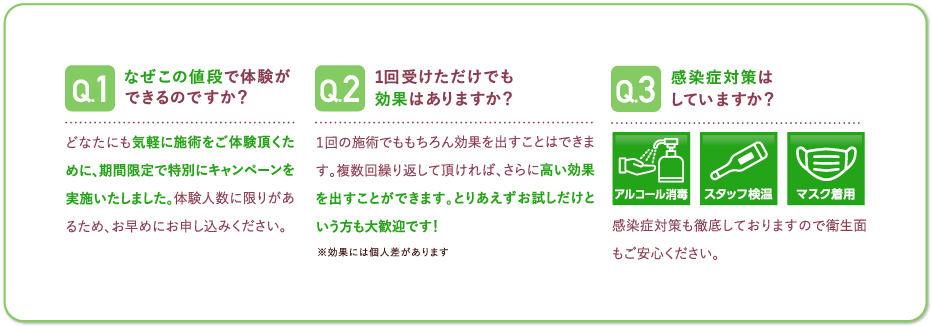 Q.1
なぜこの値段で体験が
できるのですか？
どなたにも気軽に施術をご体験頂くた
めに、期間限定で特別にキャンペーンを
実施いたしました。体験人数に限りがあ
るため、お早めにお申し込みください。
Q.2
1回受けただけでも
効果はありますか？
1回の施術でももちろん効果を出すことはできま
す。複数回繰り返して頂ければ、さらに高い効果
を出すことができます。とりあえずお試しだけと
いう方も大歓迎です！
※効果には個人差があります
Q.3
感染症対策は
していますか？
アルコール消毒
スタッフ検温
マスク着用
感染症対策も徹底しておりますので衛生面
もご安心ください。